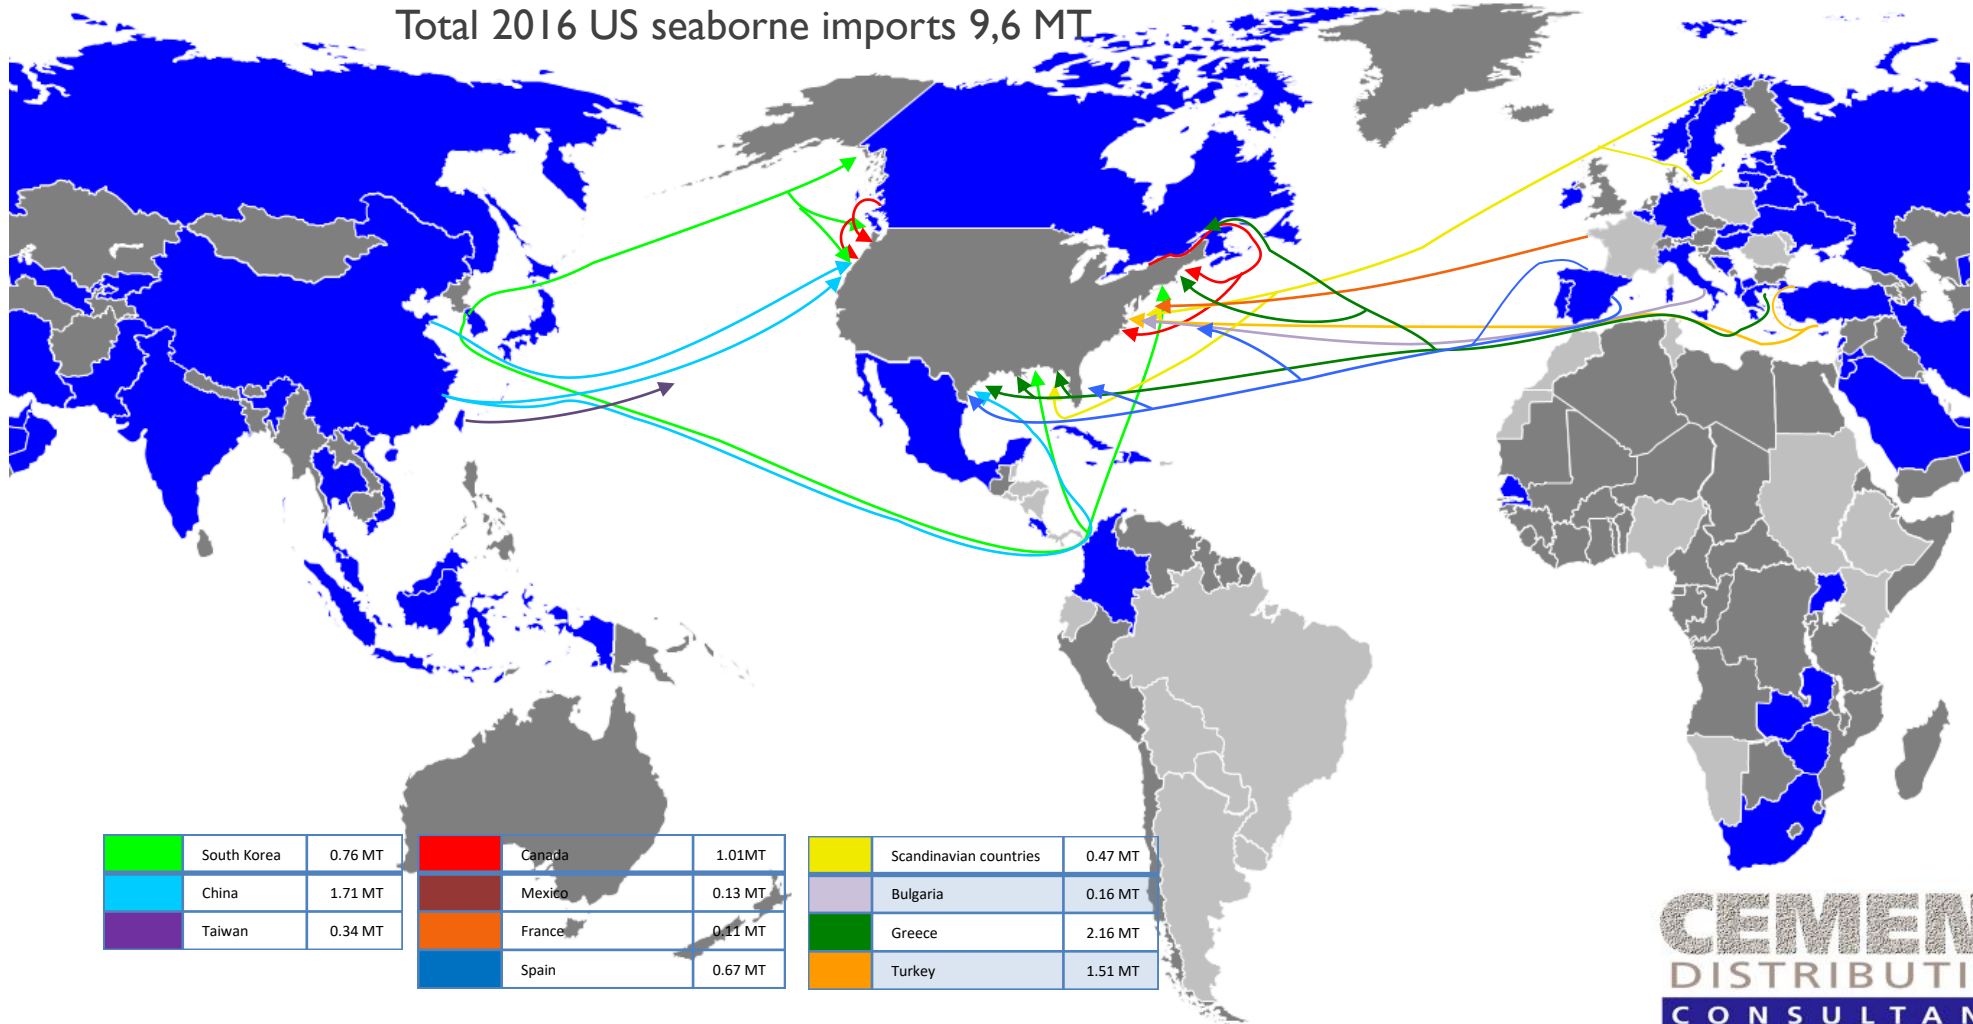 Total 2016 US seaborne imports 9,6 MT
South Korea 0.76 MT
China 1.71 MT
Taiwan 0.34 MT
Canada 1.01MT
Mexico 0.13 MT
France 0.11 MT
Spain 0.67 MT
Scandinavian countries 0.47 MT
Bulgaria 0.16 MT
Greece 2.16 MT
Turkey 1.51 MT
CEMEN
DISTRIBUTI
CONSULTAN